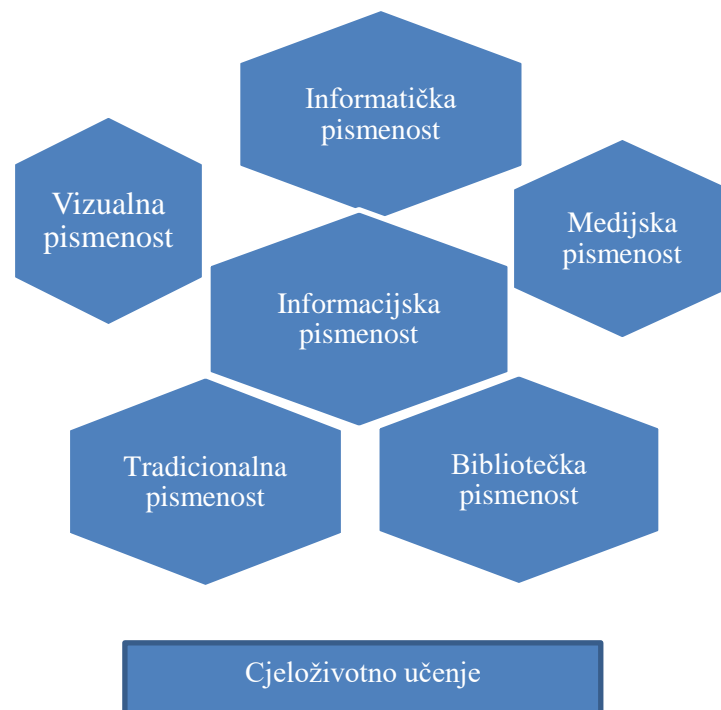 Informatička
pismenost
Vizualna
pismenost
Medijska
pismenost
Informacijska
pismenost
Tradicionalna
pismenost
Bibliotečka
pismenost
Cjeloživotno učenje